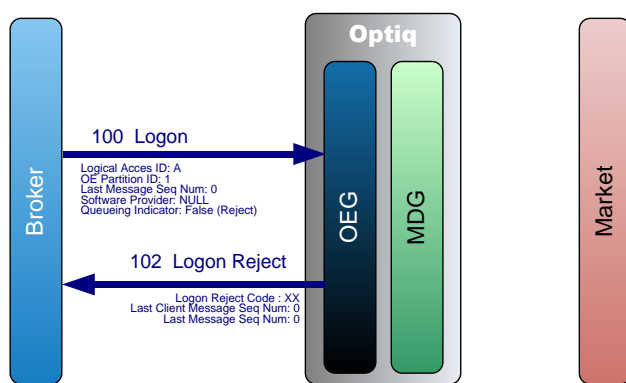 Optiq
Broker
100 Logon
Logical Acces ID: A
OE Partition ID: 1
Last Message Seq Num: 0
Software Provider: NULL
Queueing Indicator: False (Reject)
102 Logon Reject
Logon Reject Code : XX
Last Client Message Seq Num: 0
Last Message Seq Num: 0
OEG
MDG
Market